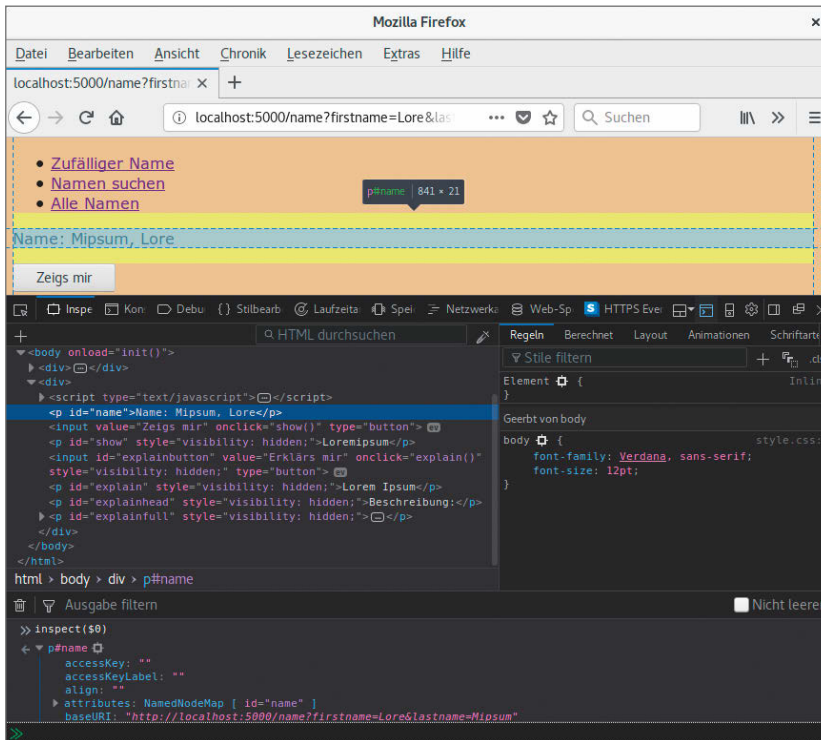 Mozilla Firefox
Datei Bearbeiten Ansicht Chronik Lesezeichen Extras Hilfe
localhost:5000/name?firstna
localhost:5000/name?firstname=Lore&las
Suchen
Zufälliger Name
Namen suchen
Alle Namen
p#name 841 × 21
Name: Mipsum, Lore
Zeigs mir
Inspe Kon Debu {} Stilbearb Laufzeita Spei Netzwerka Web-Sp S HTTPS Ever
+ HTML durchsuchen
Regeln Berechnet Layout Animationen Schriftarte
Stile filtern + .cl
<body onload="init()">
<div></div>
<div>
<script type="text/javascript"></script>
<p id="name">Name: Mipsum, Lore</p>
<input value="Zeigs mir" onclick="show()" type="button"> ev
<p id="show" style="visibility: hidden;">Loremipsum</p>
<input id="explainbutton" value="Erklärs mir" onclick="explain()"
style="visibility: hidden;" type="button"> ev
<p id="explain" style="visibility: hidden;">Lorem Ipsum</p>
<p id="explainhead" style="visibility: hidden;">Beschreibung:</p>
<p id="explainfull" style="visibility: hidden;"></p>
</div>
</body>
</html>
Element { Inlin
}
Geerbt von body
body { style.css:
font-family: Verdana, sans-serif;
font-size: 12pt;
}
html > body > div > p#name
Ausgabe filtern Nicht leere
>> inspect($0)
p#name
accessKey: ""
accessKeyLabel: ""
align: ""
attributes: NamedNodeMap [ id="name" ]
baseURI: "http://localhost:5000/name?firstname=Lore&lastname=Mipsum"
>>